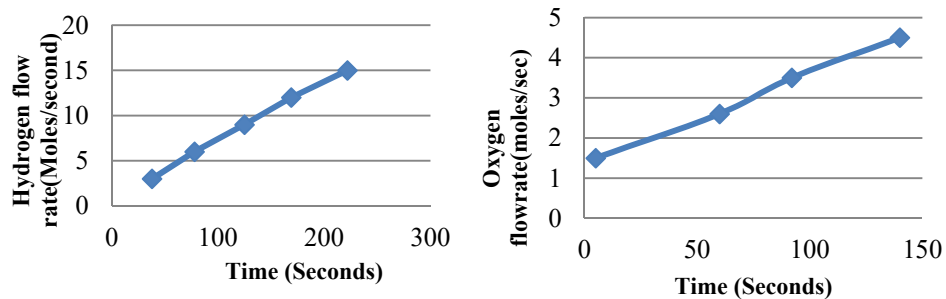 Hydrogen flow
rate(Moles/second)
20
15
10
5
0
0 100 200 300
Time (Seconds)
Oxygen
flowrate(moles/sec)
5
4
3
2
1
0
0 50 100 150
Time (Seconds)